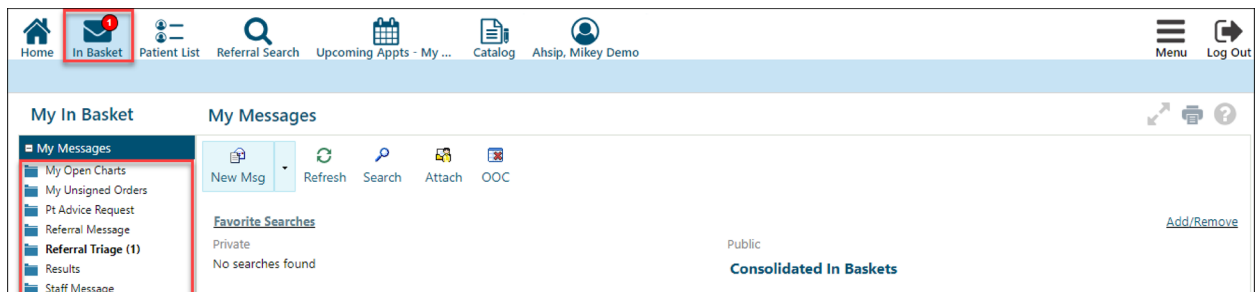 1
Home In Basket Patient List Referral Search Upcoming Appts - My ... Catalog Ahsip, Mikey Demo Menu Log Out
My In Basket My Messages
My Messages
My Open Charts
New Msg Refresh Search Attach OOC
My Unsigned Orders
Pt Advice Request
Favorite Searches Add/Remove
Referral Message
Private Public
Referral Triage (1)
No searches found Consolidated In Baskets
Results
Staff Message